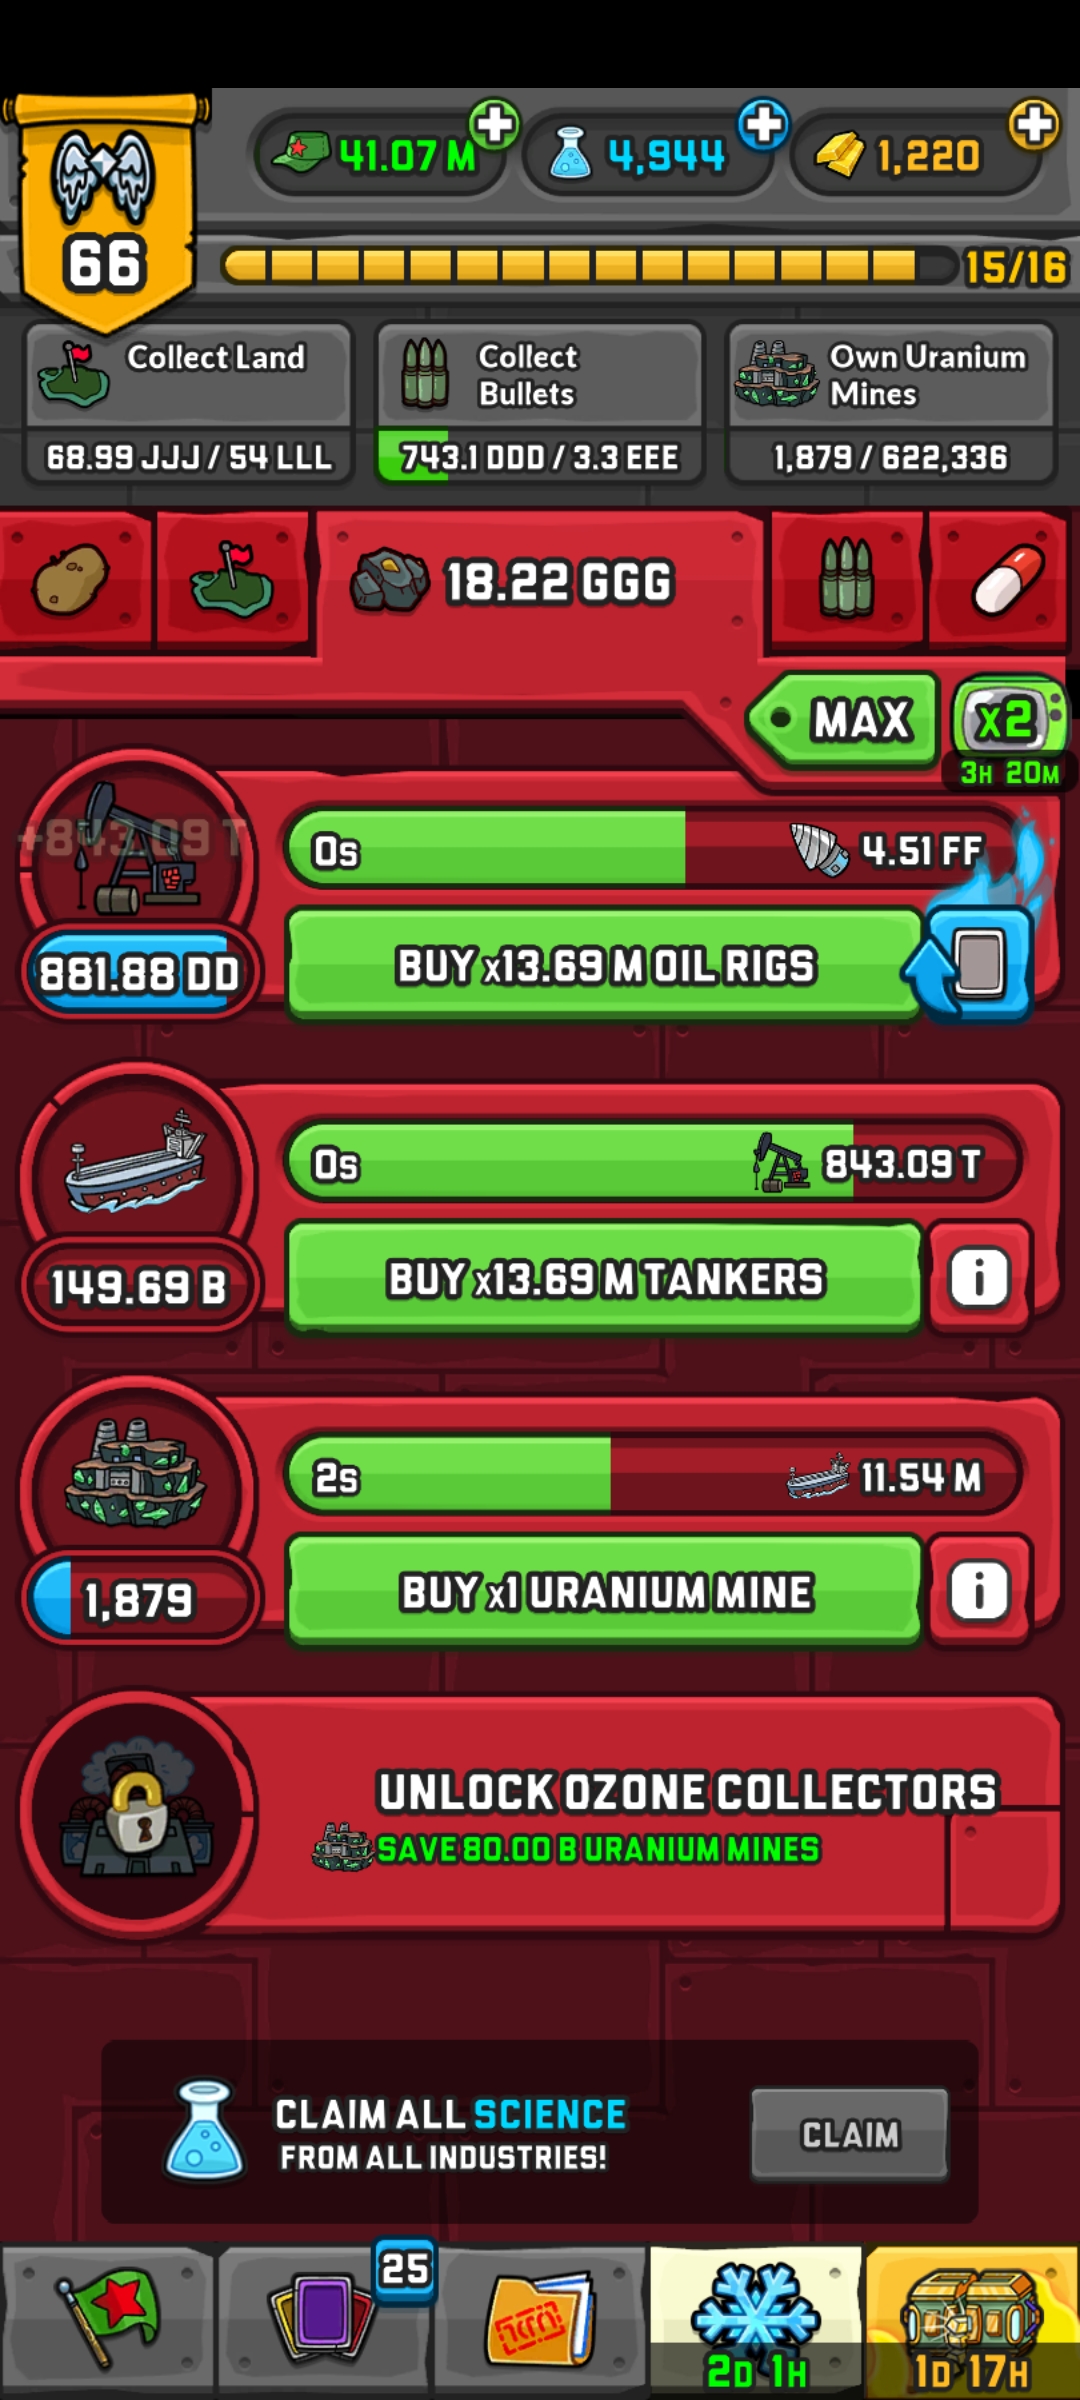 41.07 M
4,944
1,220
66
15/16
Collect Land
68.99 JJJ / 54 LLL
Collect
Bullets
743.1 DDD / 3.3 EEE
Own Uranium
Mines
1,879 / 622,336
18.22 GGG
MAX
x2
3H 20M
+843.09 T
0s
4.51 FF
881.88 DD
BUY x13.69 M OIL RIGS
0s
843.09 T
149.69 B
BUY x13.69 M TANKERS
i
2s
11.54 M
1,879
BUY x1 URANIUM MINE
i
UNLOCK OZONE COLLECTORS
SAVE 80.00 B URANIUM MINES
CLAIM ALL SCIENCE
FROM ALL INDUSTRIES!
CLAIM
25
2D 1H
1D 17H